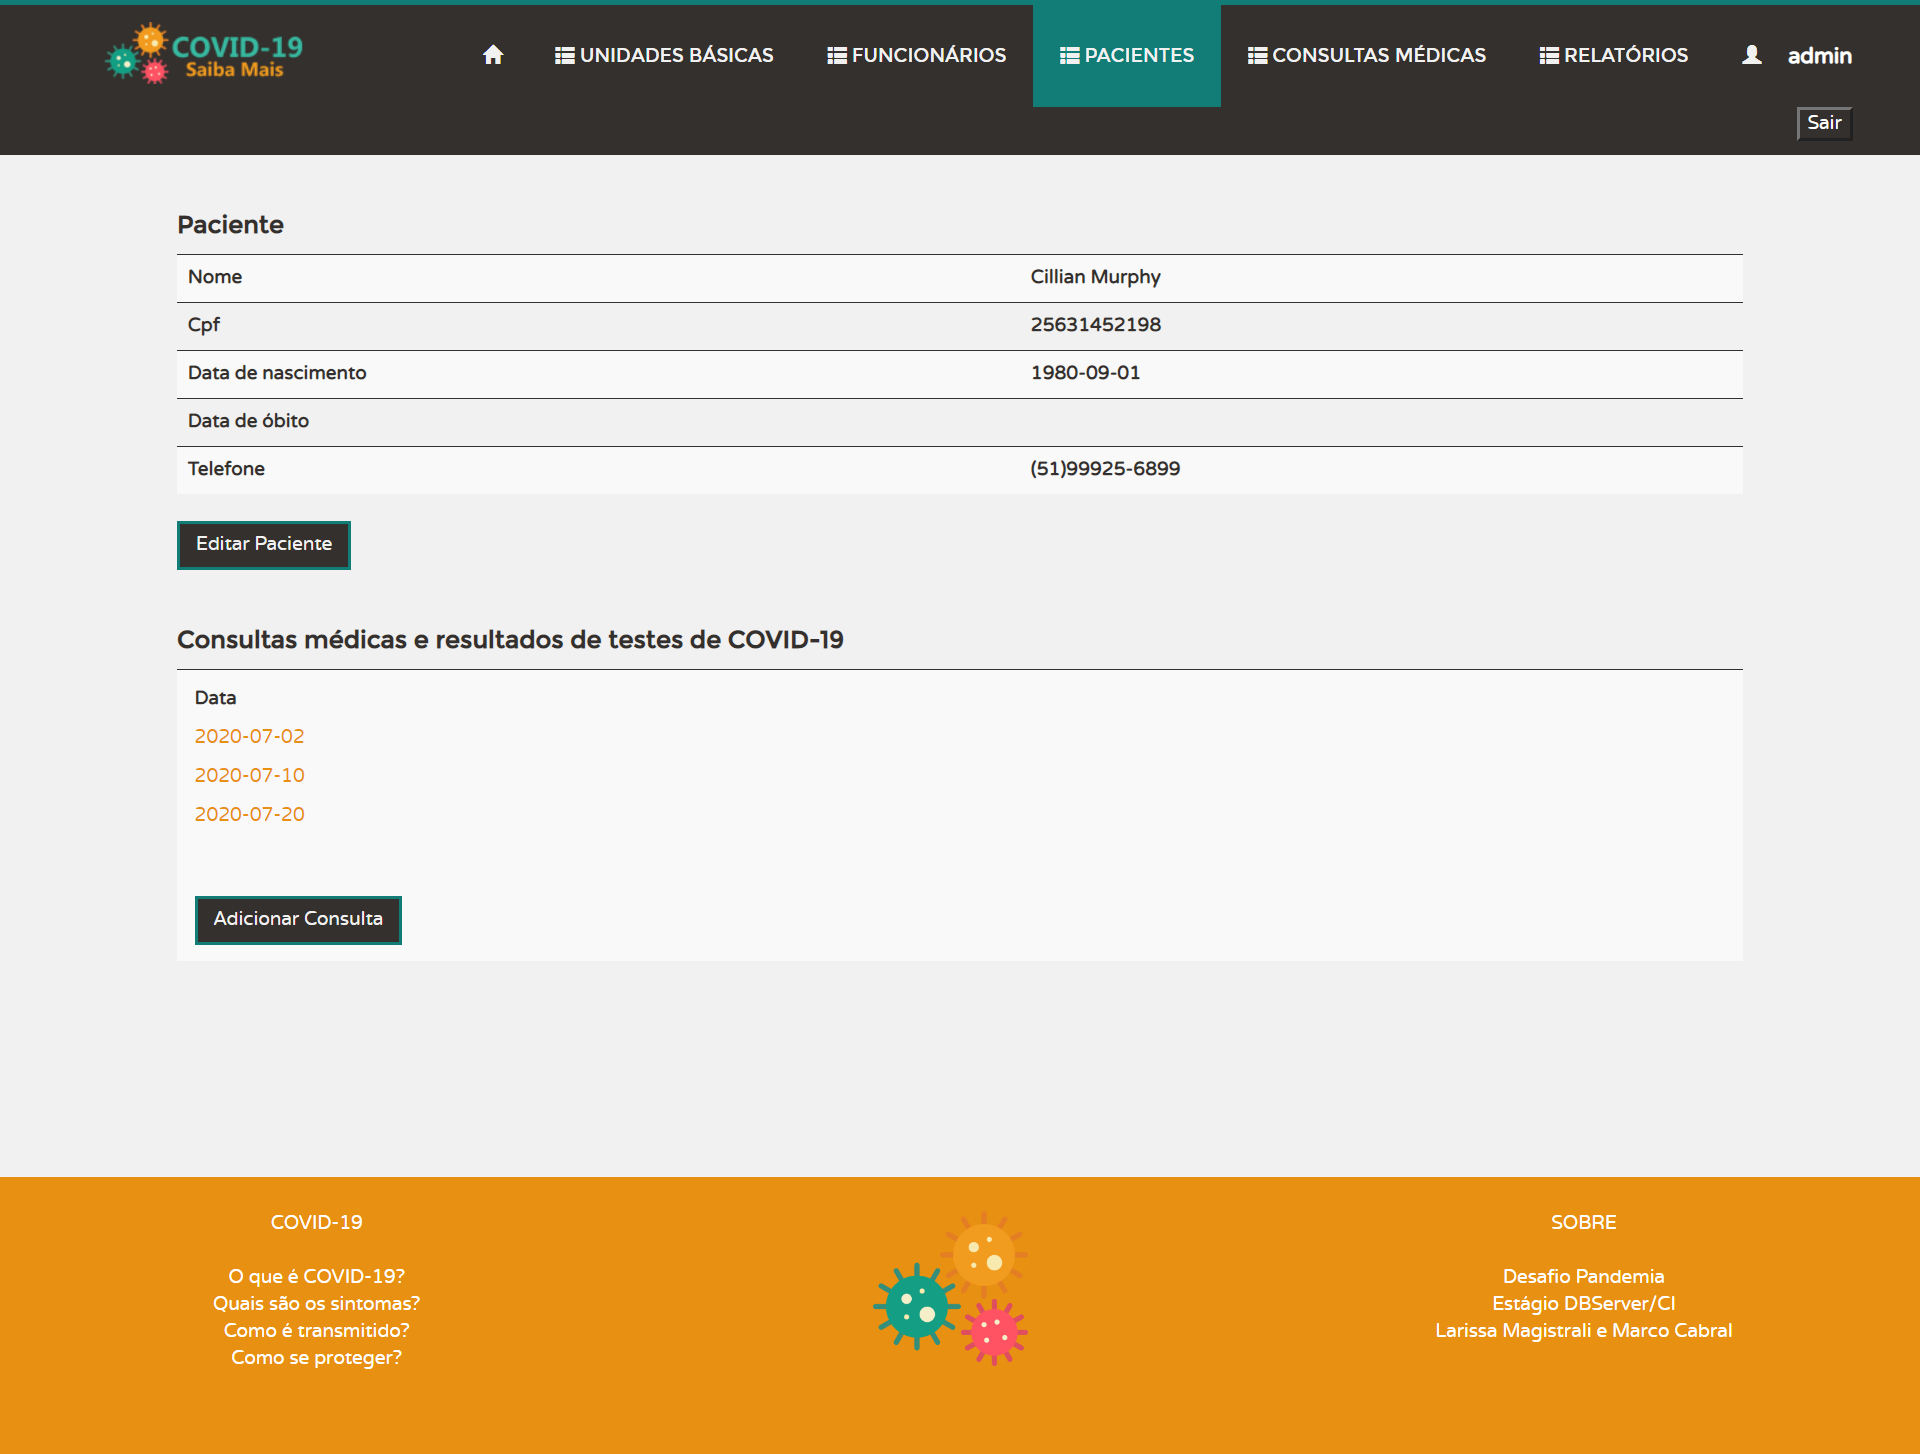 COVID-19
Saiba Mais
UNIDADES BÁSICAS
FUNCIONÁRIOS
PACIENTES
CONSULTAS MÉDICAS
RELATÓRIOS
admin
Sair
Paciente
Nome Cillian Murphy
Cpf 25631452198
Data de nascimento 1980-09-01
Data de óbito
Telefone (51)99925-6899
Editar Paciente
Consultas médicas e resultados de testes de COVID-19
Data
2020-07-02
2020-07-10
2020-07-20
Adicionar Consulta
COVID-19
O que é COVID-19?
Quais são os sintomas?
Como é transmitido?
Como se proteger?
SOBRE
Desafio Pandemia
Estágio DBServer/CI
Larissa Magistrali e Marco Cabral